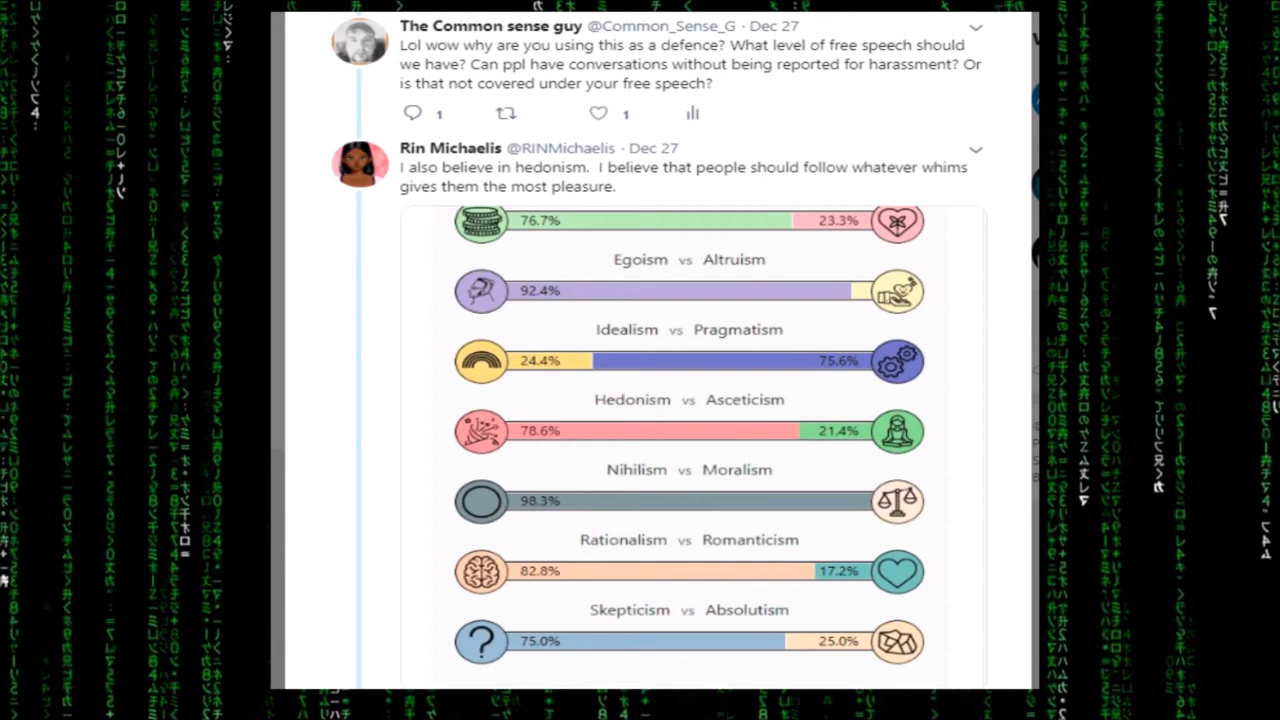 The Common sense guy @Common_Sense_G · Dec 27
Lol wow why are you using this as a defence? What level of free speech should
we have? Can ppl have conversations without being reported for harassment? Or
is that not covered under your free speech?
1 1
Rin Michaelis @RINMichaelis · Dec 27
I also believe in hedonism. I believe that people should follow whatever whims
gives them the most pleasure.
76.7% 23.3%
Egoism vs Altruism
92.4%
Idealism vs Pragmatism
24.4% 75.6%
Hedonism vs Asceticism
78.6% 21.4%
Nihilism vs Moralism
98.3%
Rationalism vs Romanticism
82.8% 17.2%
Skepticism vs Absolutism
75.0% 25.0%